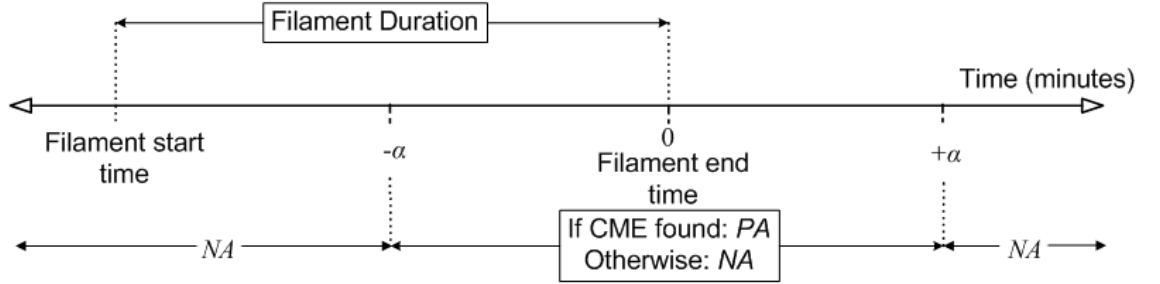 Filament Duration
Time (minutes)
Filament start
time
-α
0
Filament end
time
+α
NA
If CME found: PA
Otherwise: NA
NA